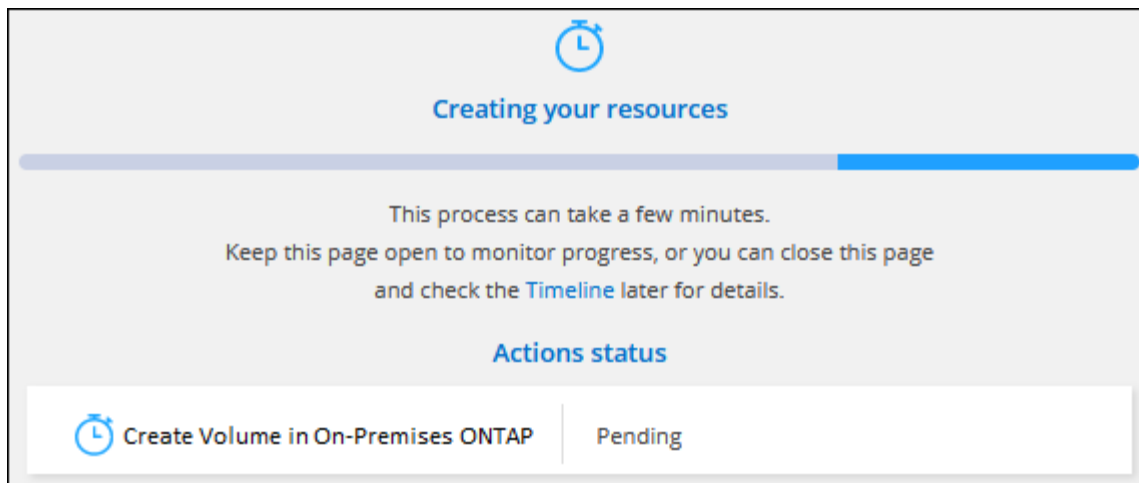 Creating your resources
This process can take a few minutes.
Keep this page open to monitor progress, or you can close this page
and check the Timeline later for details.
Actions status
Create Volume in On-Premises ONTAP Pending